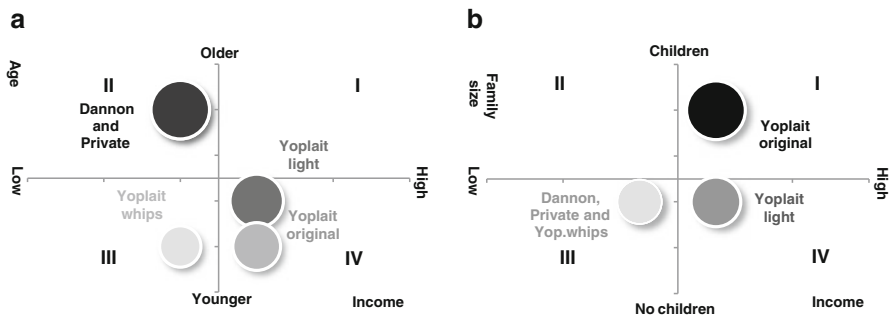 a
Older
Age
II
I
Dannon
and
Private
Yoplait
light
Low
High
Yoplait
whips
Yoplait
original
III
IV
Younger
Income
b
Children
Family
size
II
I
Yoplait
original
Low
High
Dannon,
Private and
Yop.whips
Yoplait
light
III
IV
No children
Income